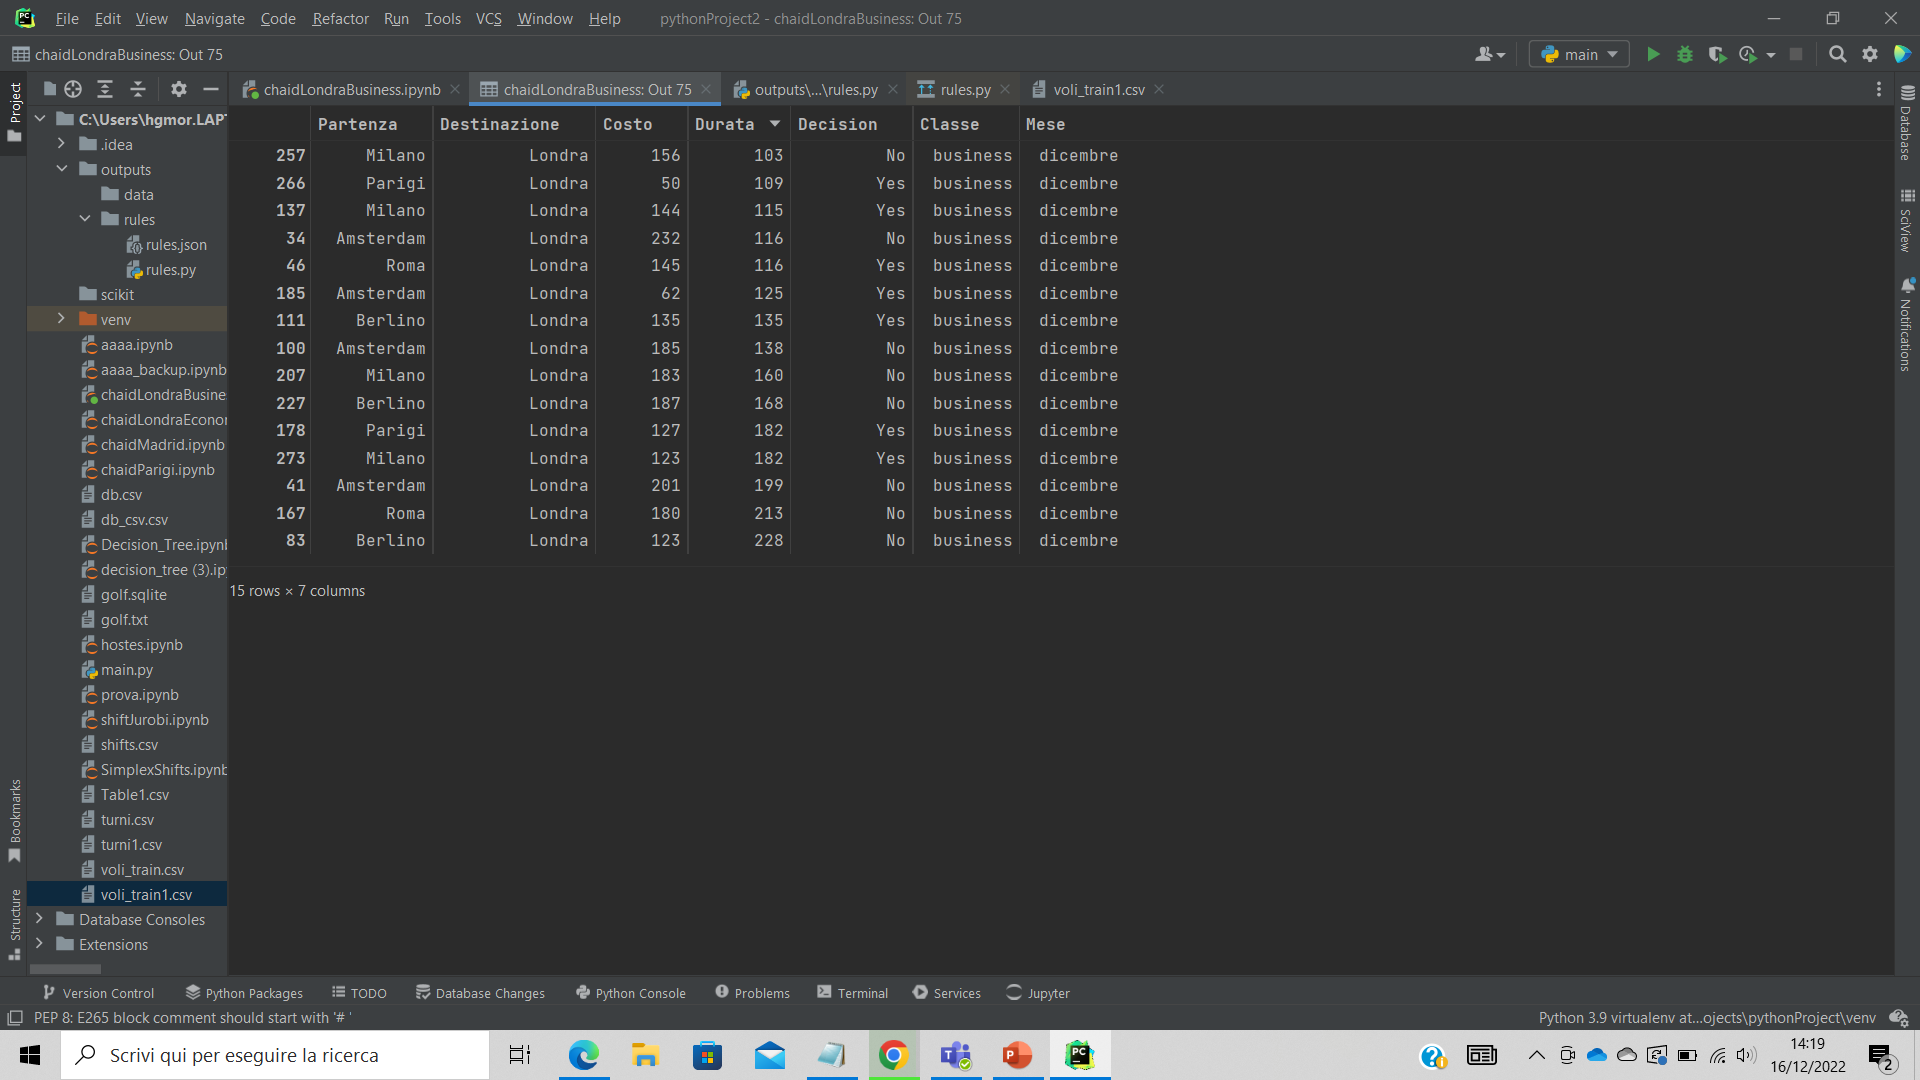 File Edit View Navigate Code Refactor Run Tools VCS Window Help pythonProject2 - chaidLondraBusiness: Out 75
chaidLondraBusiness: Out 75
main
chaidLondraBusiness.ipynb
chaidLondraBusiness: Out 75
outputs\...\rules.py
rules.py
voli_train1.csv
Project
C:\Users\hgmor.LAPT
.idea
outputs
data
rules
rules.json
rules.py
scikit
venv
aaaa.ipynb
aaaa_backup.ipynb
chaidLondraBusine
chaidLondraEconor
chaidMadrid.ipynb
chaidParigi.ipynb
db.csv
db_csv.csv
Decision_Tree.ipynl
decision_tree (3).ip
golf.sqlite
golf.txt
hostes.ipynb
main.py
prova.ipynb
shiftJurobi.ipynb
shifts.csv
SimplexShifts.ipynb
Table1.csv
turni.csv
turni1.csv
voli_train.csv
voli_train1.csv
Database Consoles
Extensions
Bookmarks
Structure
Partenza Destinazione Costo Durata Decision Classe Mese
257 Milano Londra 156 103 No business dicembre
266 Parigi Londra 50 109 Yes business dicembre
137 Milano Londra 144 115 Yes business dicembre
34 Amsterdam Londra 232 116 No business dicembre
46 Roma Londra 145 116 Yes business dicembre
185 Amsterdam Londra 62 125 Yes business dicembre
111 Berlino Londra 135 135 Yes business dicembre
100 Amsterdam Londra 185 138 No business dicembre
207 Milano Londra 183 160 No business dicembre
227 Berlino Londra 187 168 No business dicembre
178 Parigi Londra 127 182 Yes business dicembre
273 Milano Londra 123 182 Yes business dicembre
41 Amsterdam Londra 201 199 No business dicembre
167 Roma Londra 180 213 No business dicembre
83 Berlino Londra 123 228 No business dicembre
15 rows × 7 columns
Database
SciView
Notifications
Version Control Python Packages TODO Database Changes Python Console Problems Terminal Services Jupyter
PEP 8: E265 block comment should start with '# '
Python 3.9 virtualenv at...ojects\pythonProject\venv
Scrivi qui per eseguire la ricerca
14:19
16/12/2022
2